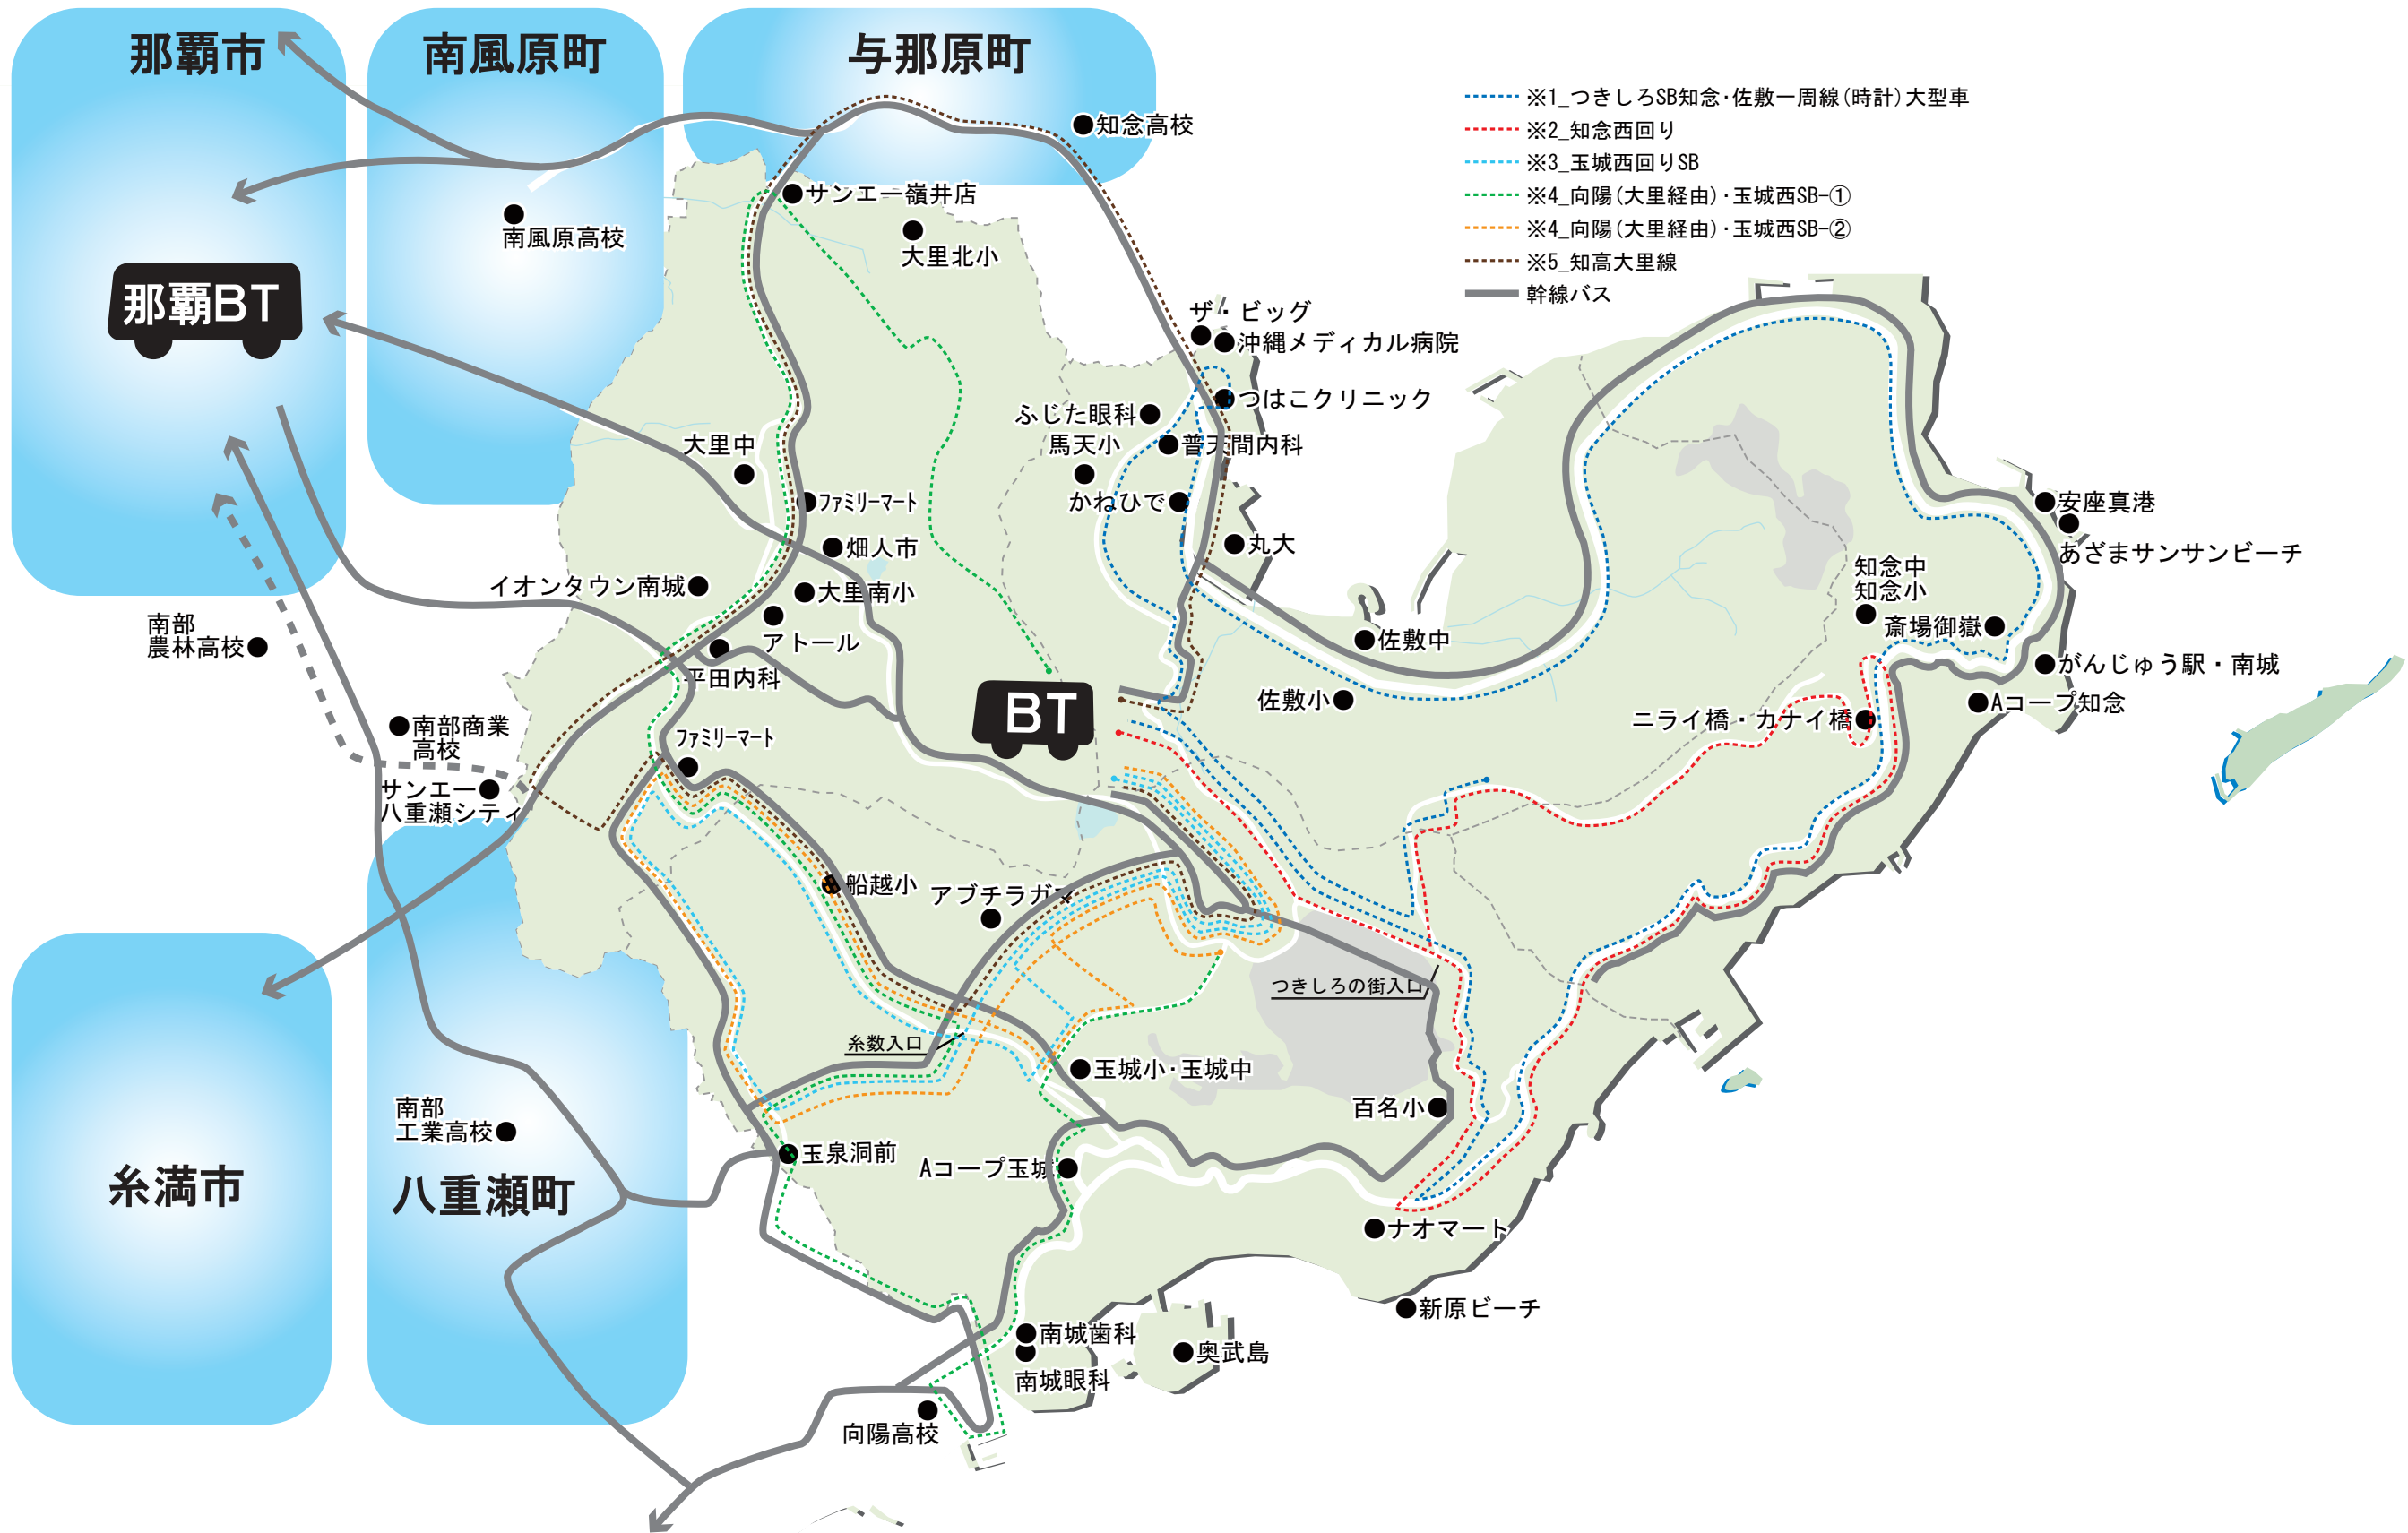 那覇市
南風原町
与那原町
※1_つきしろSB知念・佐敷一周線(時計)大型車
※2_知念西回り
※3_玉城西回りSB
※4_向陽(大里経由)・玉城西SB-①
※4_向陽(大里経由)・玉城西SB-②
※5_知高大里線
幹線バス
知念高校
サンエー嶺井店
南風原高校
大里北小
那覇BT
ザ・ビッグ
沖縄メディカル病院
つはこクリニック
ふじた眼科
馬天小
普天間内科
大里中
ファミリーマート
かねひで
安座真港
畑人市
丸大
あざまサンサンビーチ
イオンタウン南城
大里南小
知念中
知念小
南部
農林高校
アトール
佐敷中
斎場御嶽
平田内科
がんじゅう駅・南城
佐敷小
Aコープ知念
BT
ニライ橋・カナイ橋
南部商業
高校
ファミリーマート
サンエー
八重瀬シティ
船越小
アブチラガマ
つきしろの街入口
糸数入口
玉城小・玉城中
南部
工業高校
百名小
玉泉洞前
Aコープ玉城
糸満市
八重瀬町
ナオマート
新原ビーチ
南城歯科
奥武島
南城眼科
向陽高校